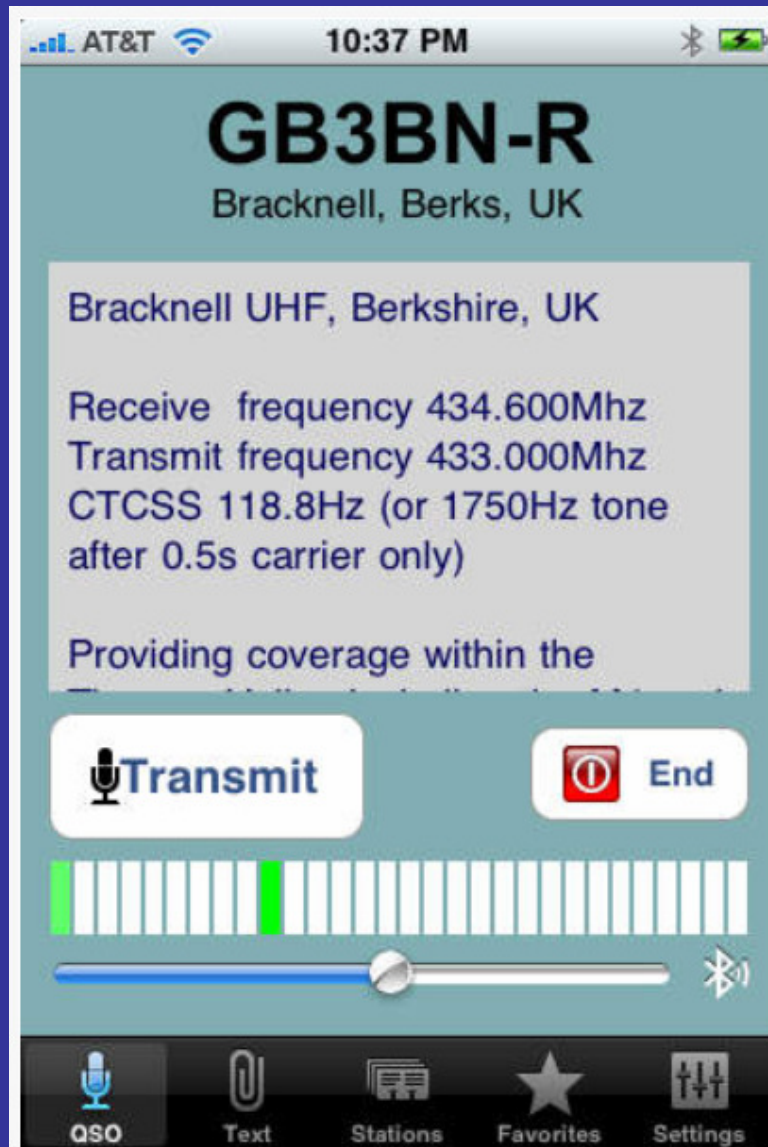 AT&T 10:37 PM
GB3BN-R
Bracknell, Berks, UK
Bracknell UHF, Berkshire, UK
Receive frequency 434.600Mhz
Transmit frequency 433.000Mhz
CTCSS 118.8Hz (or 1750Hz tone
after 0.5s carrier only)
Providing coverage within the
Transmit End
QSO Text Stations Favorites Settings